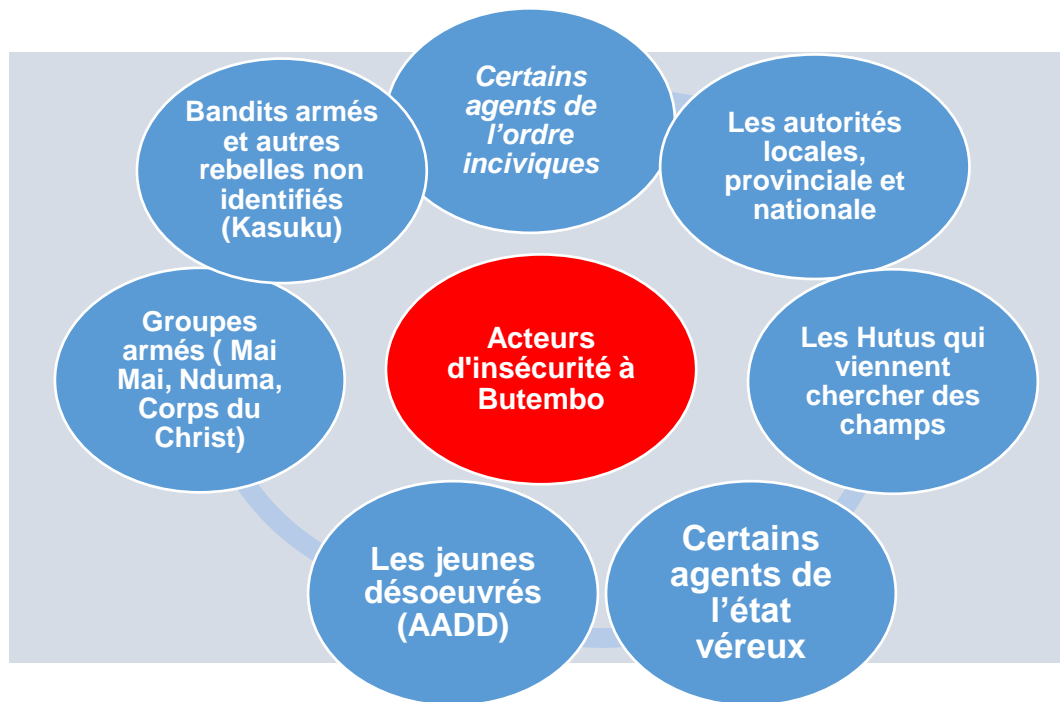 Certains
agents de
l’ordre
inciviques
Les autorités
locales,
provinciale et
nationale
Les Hutus qui
viennent
chercher des
champs
Certains
agents de
l’état
véreux
Les jeunes
désoeuvrés
(AADD)
Groupes
armés ( Mai
Mai, Nduma,
Corps du
Christ)
Bandits armés
et autres
rebelles non
identifiés
(Kasuku)
Acteurs
d'insécurité à
Butembo